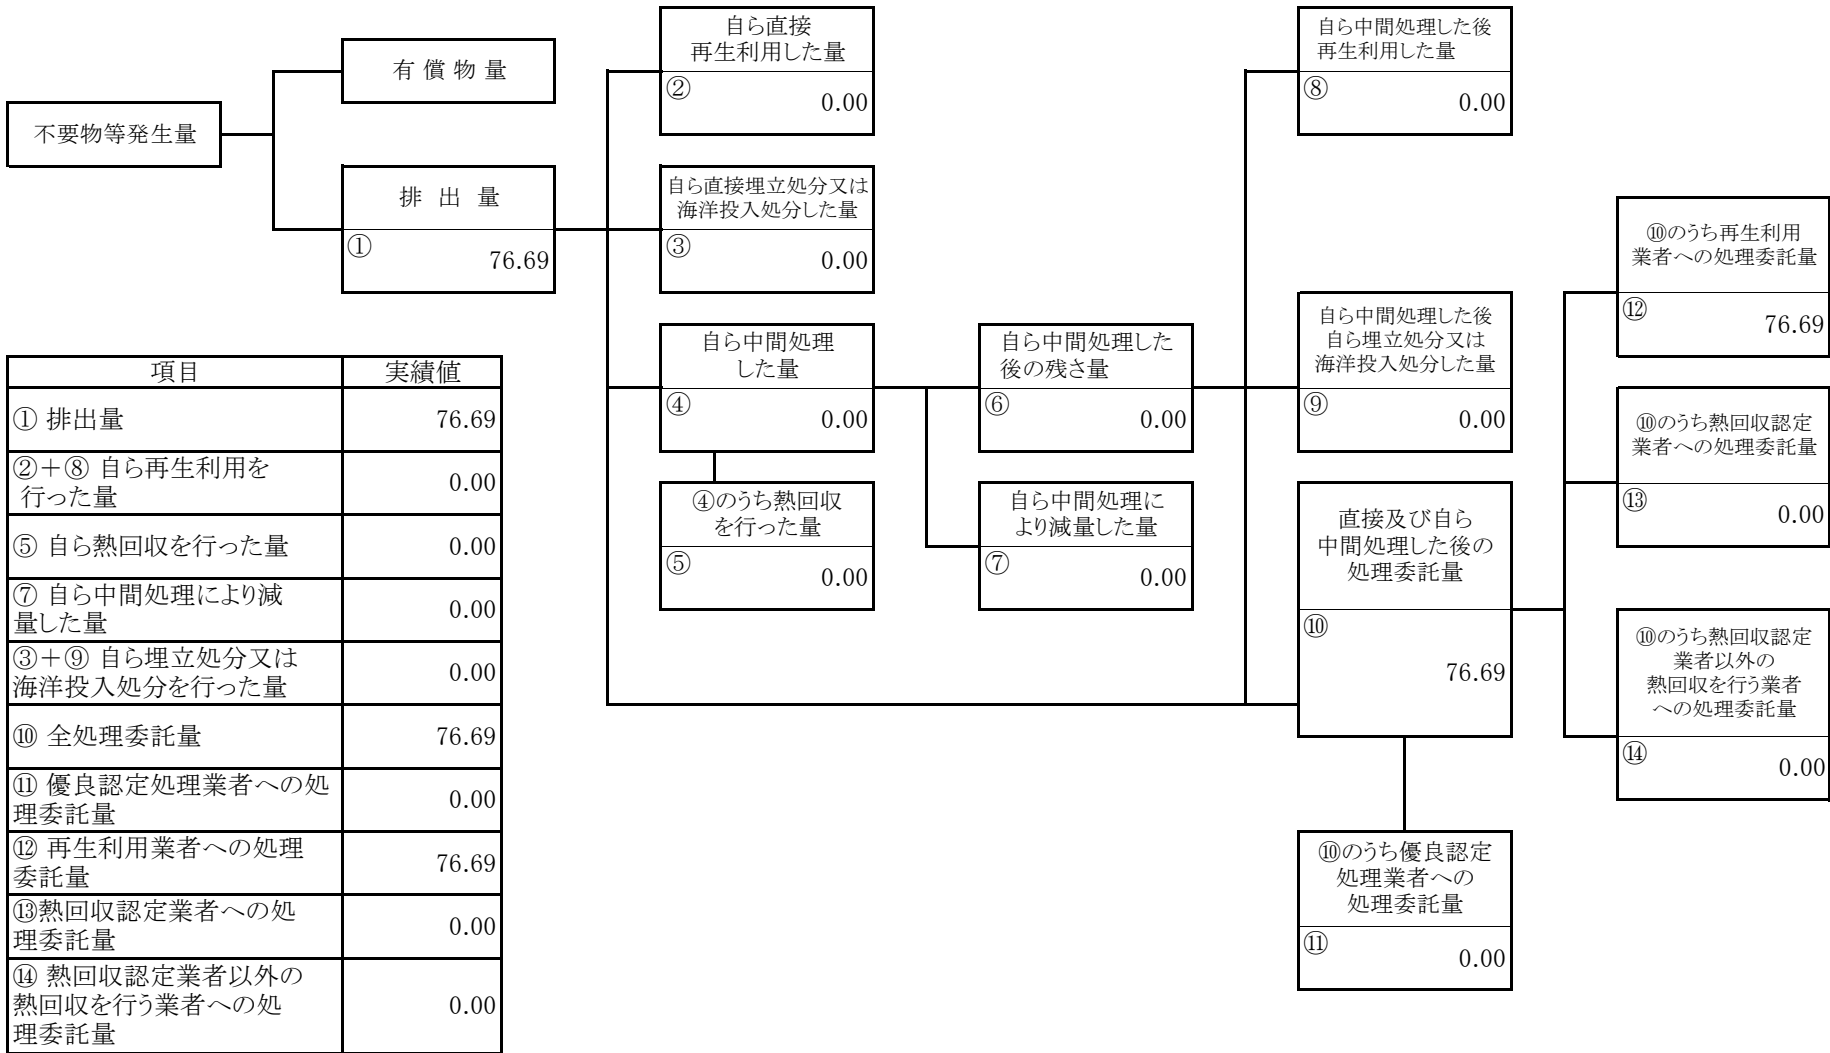 不要物等発生量
有 償 物 量
排 出 量
①
76.69
自ら直接
再生利用した量
②
0.00
自ら直接埋立処分又は
海洋投入処分した量
③
0.00
自ら中間処理
した量
④
0.00
④のうち熱回収
を行った量
⑤
0.00
自ら中間処理した
後の残さ量
⑥
0.00
自ら中間処理に
より減量した量
⑦
0.00
自ら中間処理した後
再生利用した量
⑧
0.00
自ら中間処理した後
自ら埋立処分又は
海洋投入処分した量
⑨
0.00
直接及び自ら
中間処理した後の
処理委託量
⑩
76.69
⑩のうち優良認定
処理業者への
処理委託量
⑪
0.00
⑩のうち再生利用
業者への処理委託量
⑫
76.69
⑩のうち熱回収認定
業者への処理委託量
⑬
0.00
⑩のうち熱回収認定
業者以外の
熱回収を行う業者
への処理委託量
⑭
0.00
項目 実績値
① 排出量 76.69
②+⑧ 自ら再生利用を
行った量 0.00
⑤ 自ら熱回収を行った量 0.00
⑦ 自ら中間処理により減
量した量 0.00
③+⑨ 自ら埋立処分又は
海洋投入処分を行った量 0.00
⑩ 全処理委託量 76.69
⑪ 優良認定処理業者への処
理委託量 0.00
⑫ 再生利用業者への処理
委託量 76.69
⑬熱回収認定業者への処
理委託量 0.00
⑭ 熱回収認定業者以外の
熱回収を行う業者への処
理委託量 0.00